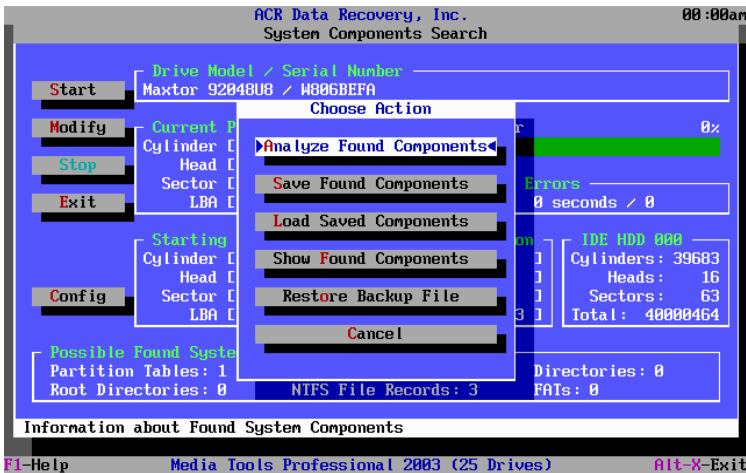 ACR Data Recovery, Inc. 00:00am
System Components Search
Drive Model / Serial Number
Start Maxtor 92048U8 / W806BEFA
Choose Action
Modify Current P r 0%
Cylinder [ Analyze Found Components
Stop Head [
Sector [ Save Found Components Errors
Exit LBA [ 0 seconds / 0
Load Saved Components
Starting on IDE HDD 000
Cylinder [ Show Found Components ] Cylinders: 39683
Head [ ] Heads: 16
Config Sector [ Restore Backup File ] Sectors: 63
LBA [ 3 ] Total: 40000464
Cancel
Possible Found Syste
Partition Tables: 1 Directories: 0
Root Directories: 0 NTFS File Records: 3 FATs: 0
Information about Found System Components
F1-Help Media Tools Professional 2003 (25 Drives) Alt-X-Exit